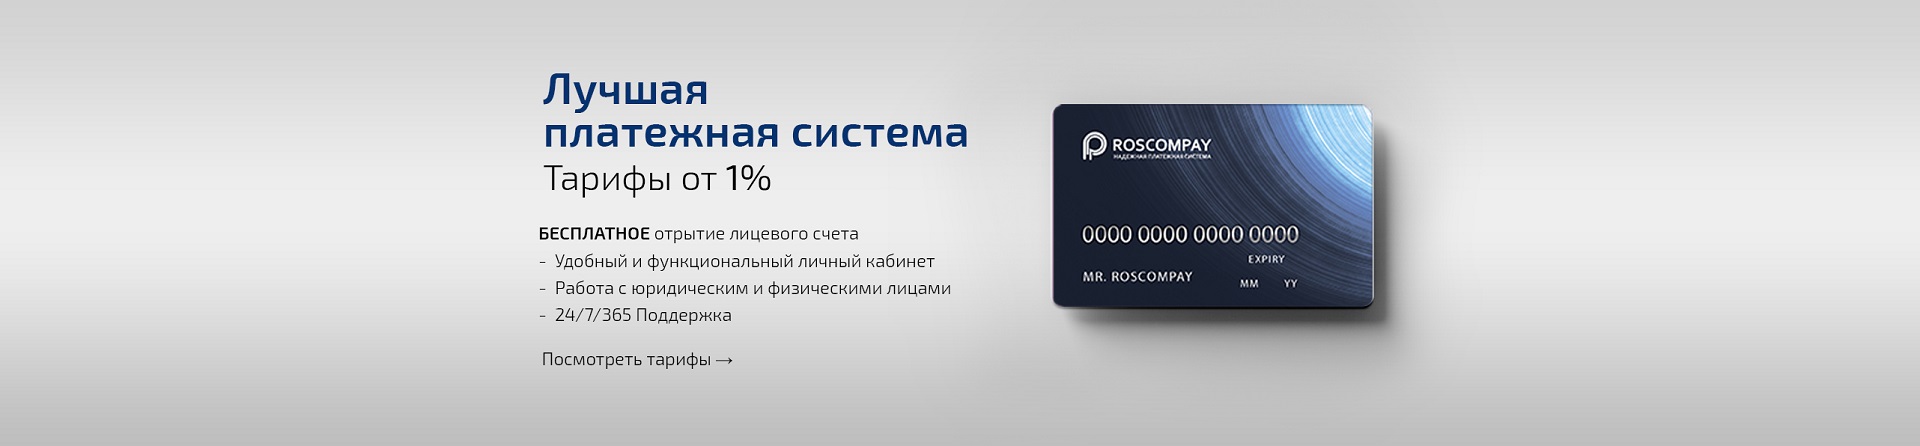 Лучшая
платежная система
Тарифы от 1%
БЕСПЛАТНОЕ отрытие лицевого счета
- Удобный и функциональный личный кабинет
- Работа с юридическим и физическими лицами
- 24/7/365 Поддержка
Посмотреть тарифы →
ROSCOMPAY
НАДЕЖНАЯ ПЛАТЕЖНАЯ СИСТЕМА
0000 0000 0000 0000
EXPIRY
MR. ROSCOMPAY
MM YY